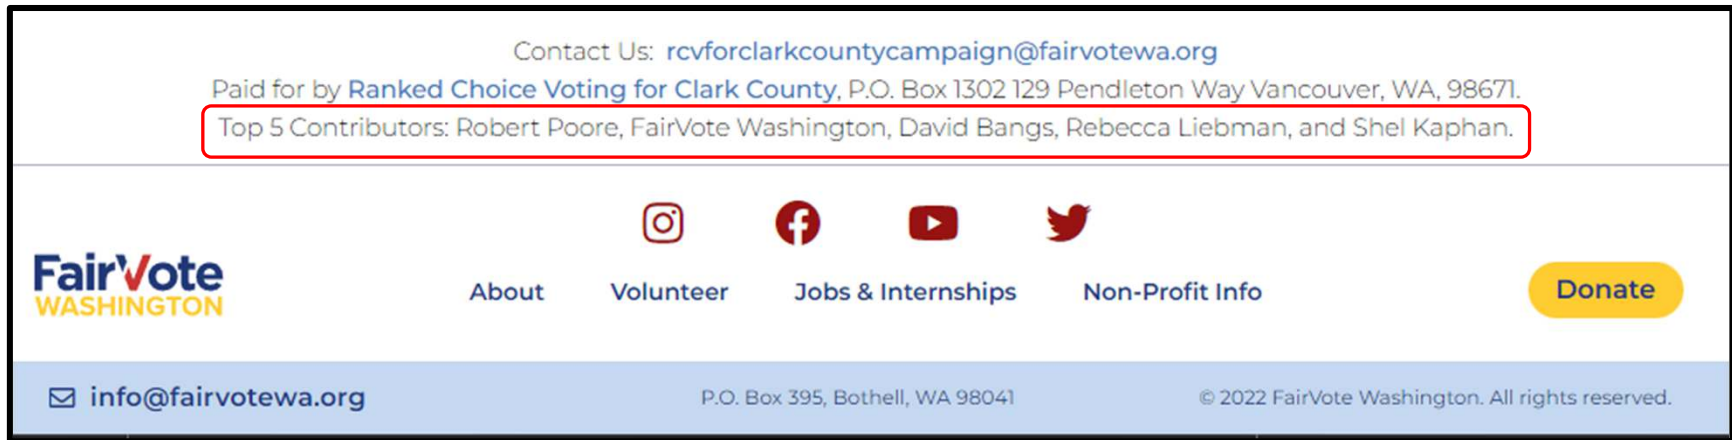 Contact Us: rcvforclarkcountycampaign@fairvotewa.org
Paid for by Ranked Choice Voting for Clark County, P.O. Box 1302 129 Pendleton Way Vancouver, WA, 98671.
Top 5 Contributors: Robert Poore, FairVote Washington, David Bangs, Rebecca Liebman, and Shel Kaphan.
FairVote
WASHINGTON
About Volunteer Jobs & Internships Non-Profit Info
Donate
info@fairvotewa.org
P.O. Box 395, Bothell, WA 98041
© 2022 FairVote Washington. All rights reserved.